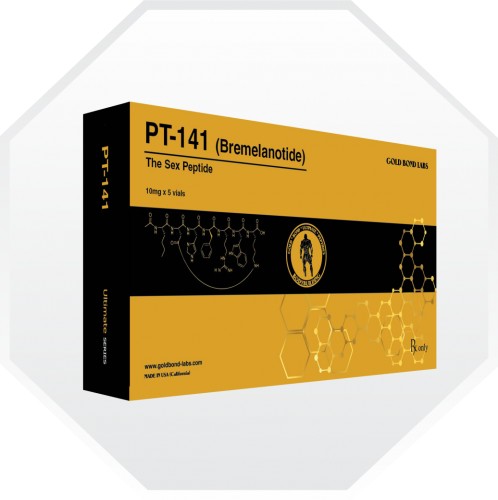 PT-141 (Bremelanotide)
The Sex Peptide
10mg x 5 vials
GOLD BOND LABS
PT-141
Ultimate SERIES
BODYBUILDING
www.goldbond-labs.com
MADE IN USA (California)
Rx only